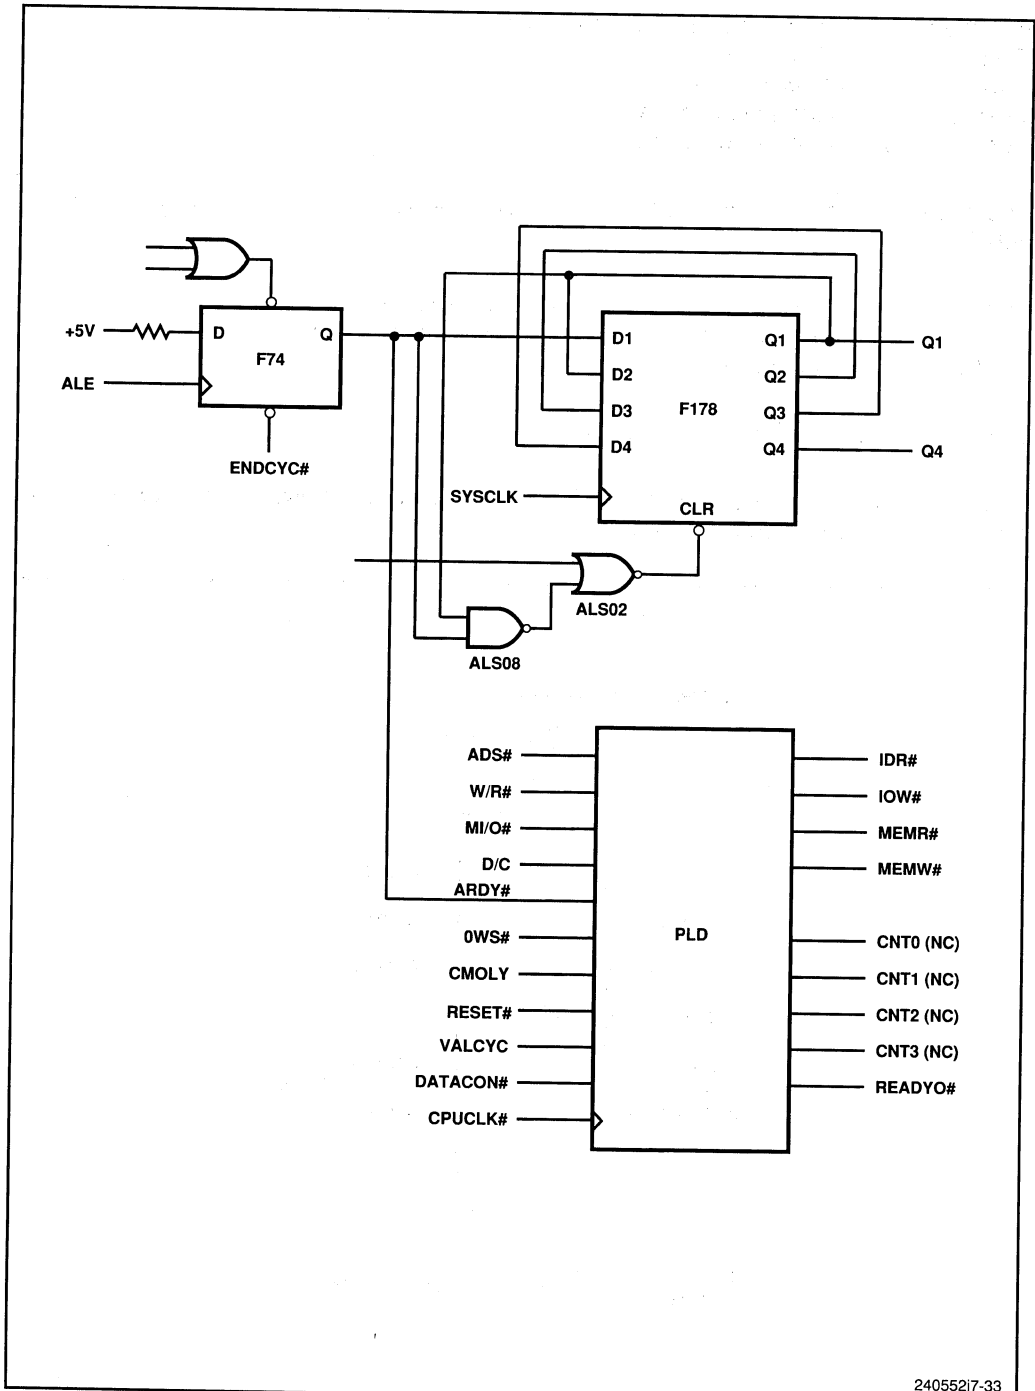 +5V
D
Q
F74
ALE
ENDCYC#
D1
D2
D3
D4
F178
Q1
Q2
Q3
Q4
Q1
Q4
SYSCLK
CLR
ALS02
ALS08
ADS#
W/R#
MI/O#
D/C
ARDY#
0WS#
CMOLY
RESET#
VALCYC
DATACON#
CPUCLK#
PLD
IDR#
IOW#
MEMR#
MEMW#
CNT0 (NC)
CNT1 (NC)
CNT2 (NC)
CNT3 (NC)
READYO#
240552i7-33